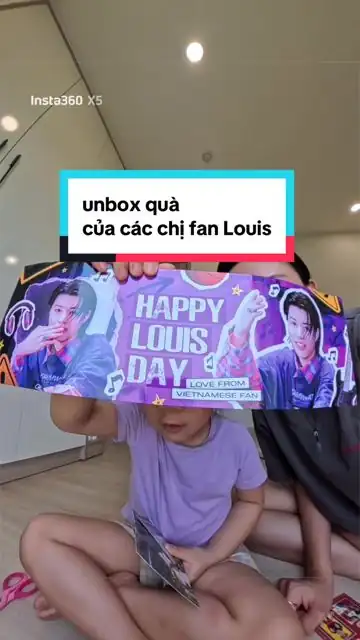 Insta360 X5
unbox quà
của các chị fan Louis
HAPPY
LOUIS
DAY
LOVE FROM
VIETNAMESE FAN